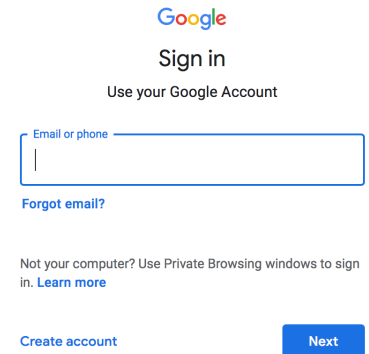 Google
Sign in
Use your Google Account
Email or phone
Forgot email?
Not your computer? Use Private Browsing windows to sign
in. Learn more
Create account
Next